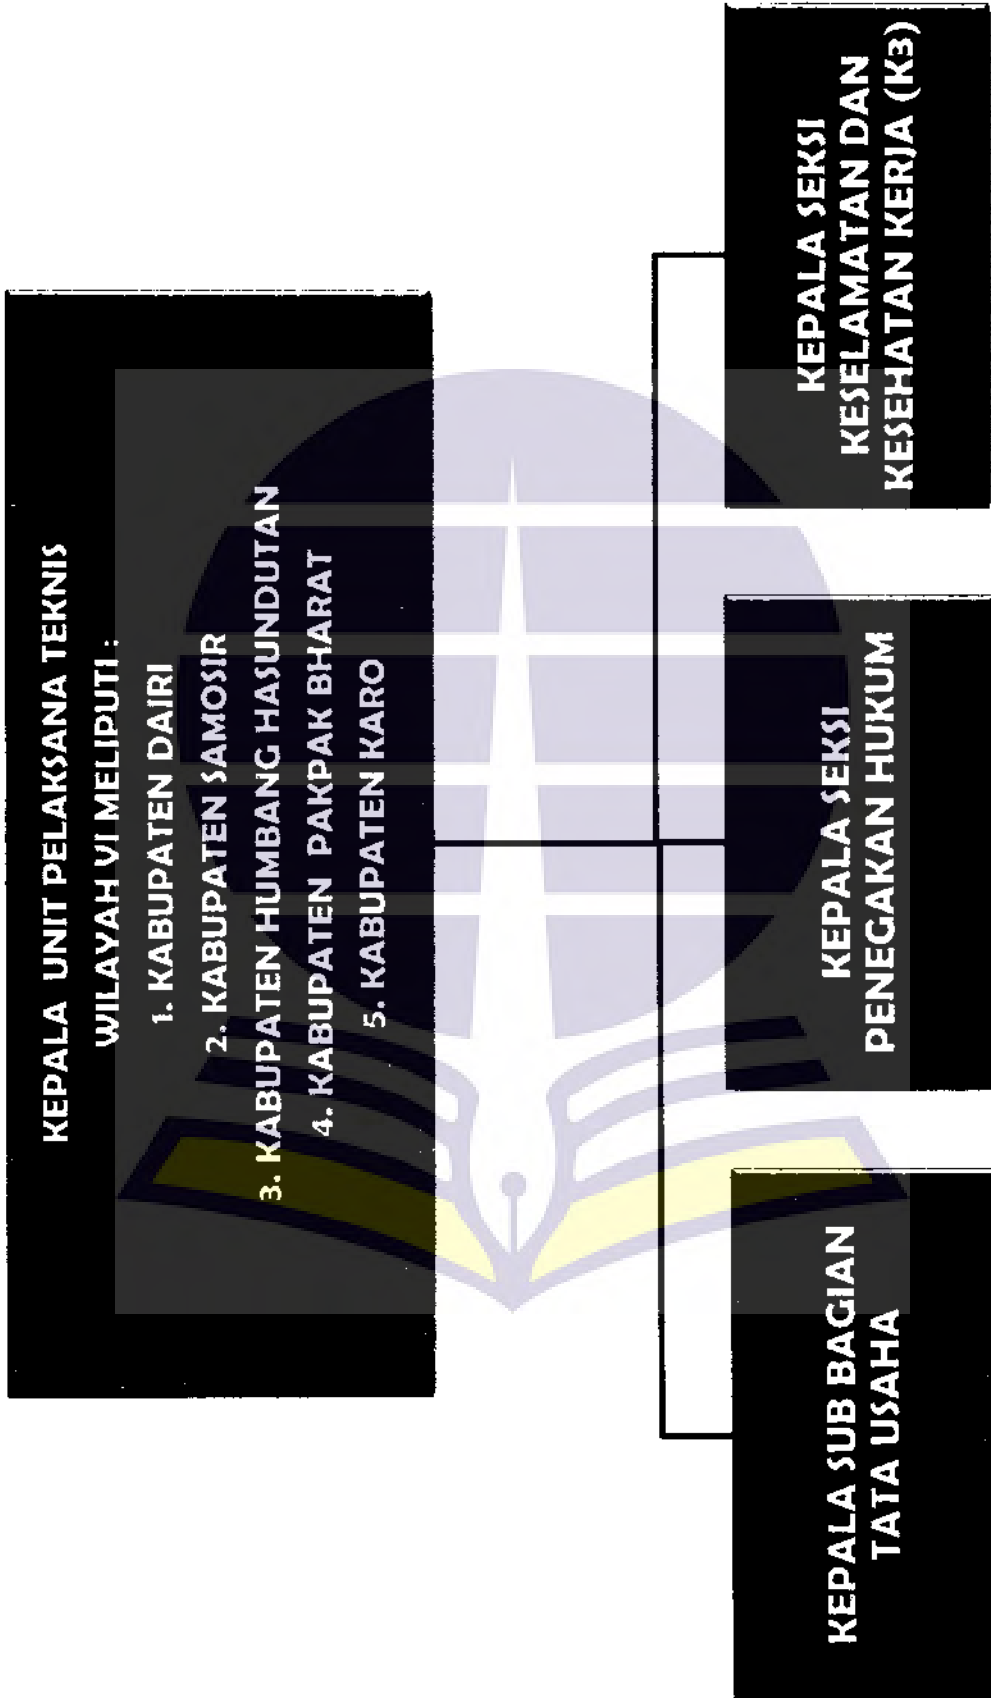 KEPALA UNIT PELAKSANA TEKNIS
WILAYAH VI MELIPUTI :
1. KABUPATEN DAIRI
2. KABUPATEN SAMOSIR
3. KABUPATEN HUMBANG HASUNDUTAN
4. KABUPATEN PAKPAK BHARAT
5. KABUPATEN KARO
KEPALA SUB BAGIAN
TATA USAHA
KEPALA SEKSI
PENEGAKAN HUKUM
KEPALA SEKSI
KESELAMATAN DAN
KESEHATAN KERJA (K3)